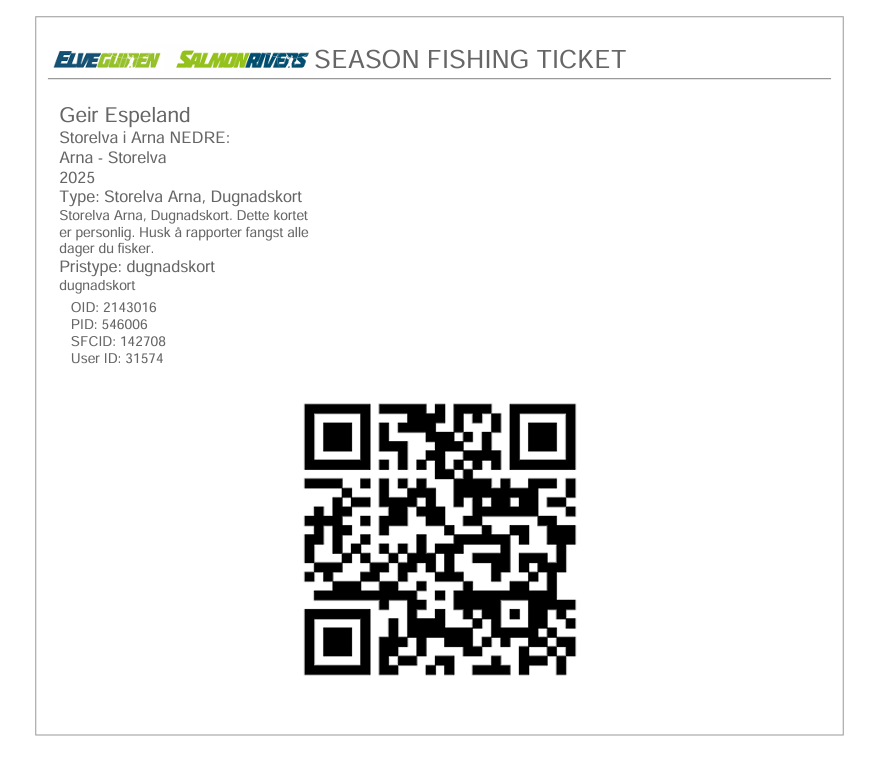 ELVEGUIDEN SALMONRIVERS SEASON FISHING TICKET
Geir Espeland
Storelva i Arna NEDRE:
Arna - Storelva
2025
Type: Storelva Arna, Dugnadskort
Storelva Arna, Dugnadskort. Dette kortet
er personlig. Husk å rapporter fangst alle
dager du fisker.
Pristype: dugnadskort
dugnadskort
OID: 2143016
PID: 546006
SFCID: 142708
User ID: 31574